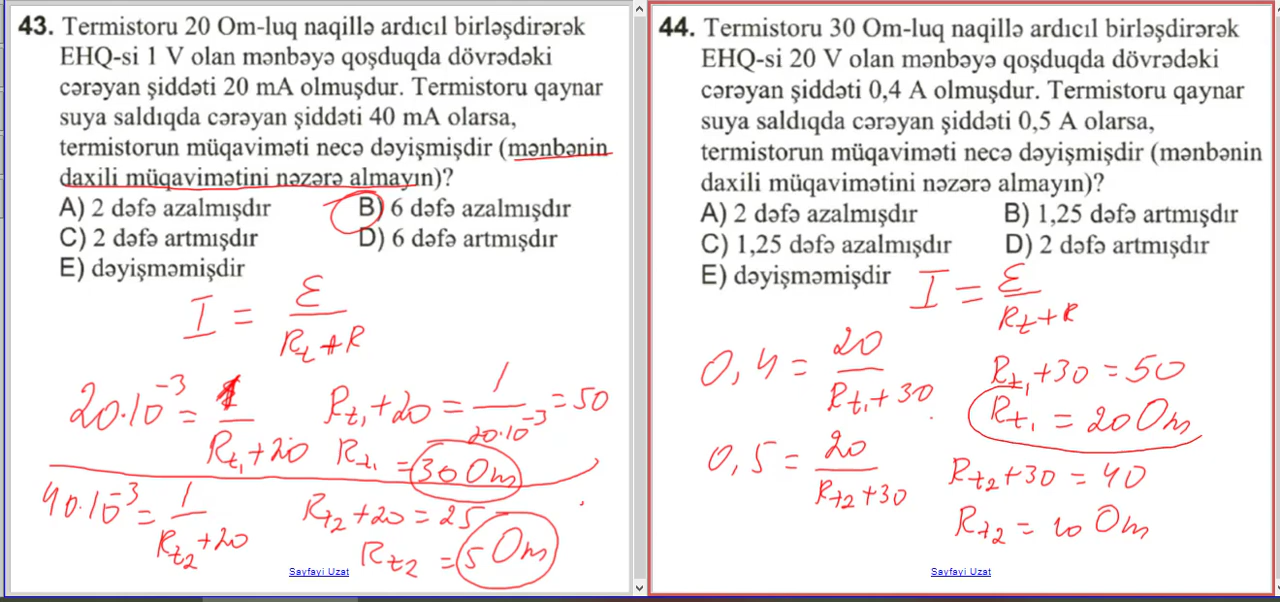 43. Termistoru 20 Om-luq naqillə ardıcıl birləşdirərək
EHQ-si 1 V olan mənbəyə qoşduqda dövrədəki
cərəyan şiddəti 20 mA olmuşdur. Termistoru qaynar
suya saldıqda cərəyan şiddəti 40 mA olarsa,
termistorun müqaviməti necə dəyişmişdir (mənbənin
daxili müqavimətini nəzərə almayın)?
A) 2 dəfə azalmışdır B) 6 dəfə azalmışdır
C) 2 dəfə artmışdır D) 6 dəfə artmışdır
E) dəyişməmişdir
I = ε / (Rt + R)
20·10⁻³ = 1 / (Rt₁ + 20)
Rt₁ + 20 = 1 / (20·10⁻³) = 50
Rt₁ = 30 Om
40·10⁻³ = 1 / (Rt₂ + 20)
Rt₂ + 20 = 25
Rt₂ = 5 Om
Sayfayi Uzat
44. Termistoru 30 Om-luq naqillə ardıcıl birləşdirərək
EHQ-si 20 V olan mənbəyə qoşduqda dövrədəki
cərəyan şiddəti 0,4 A olmuşdur. Termistoru qaynar
suya saldıqda cərəyan şiddəti 0,5 A olarsa,
termistorun müqaviməti necə dəyişmişdir (mənbənin
daxili müqavimətini nəzərə almayın)?
A) 2 dəfə azalmışdır B) 1,25 dəfə artmışdır
C) 1,25 dəfə azalmışdır D) 2 dəfə artmışdır
E) dəyişməmişdir
I = ε / (Rt + R)
0,4 = 20 / (Rt₁ + 30)
Rt₁ + 30 = 50
Rt₁ = 20 Om
0,5 = 20 / (Rt₂ + 30)
Rt₂ + 30 = 40
Rt₂ = 10 Om
Sayfayi Uzat